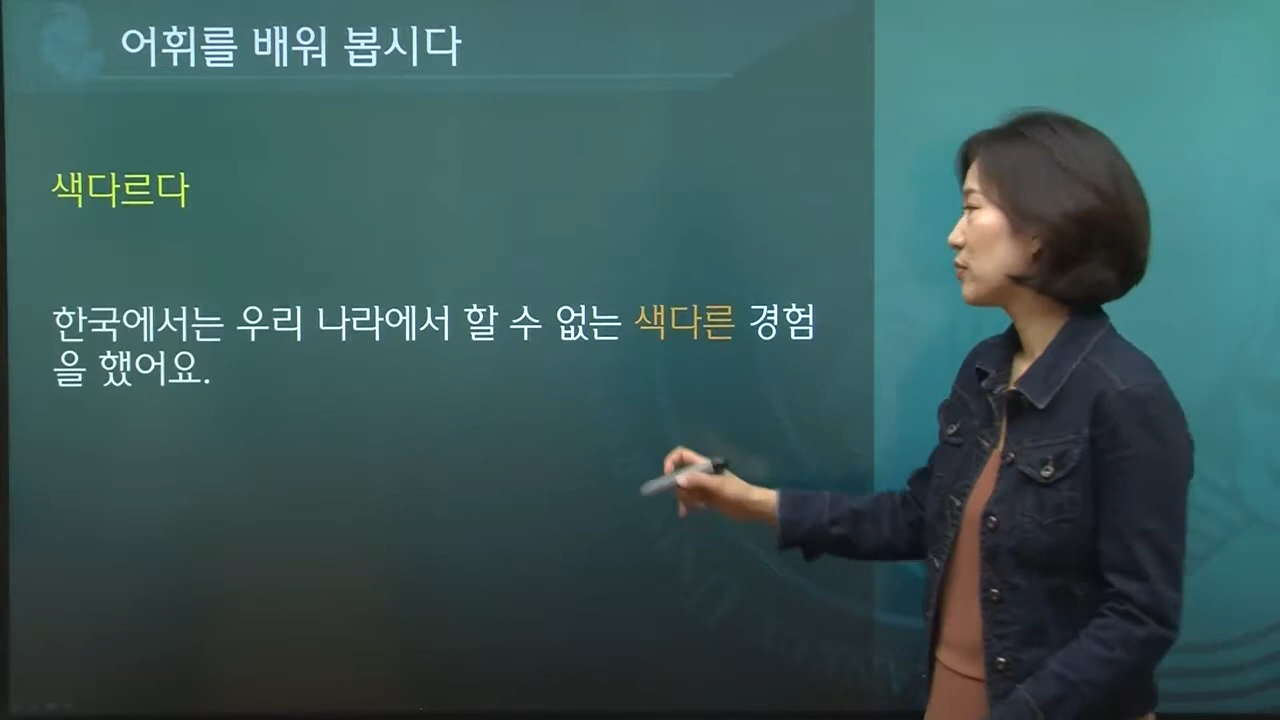 어휘를 배워 봅시다
색다르다
한국에서는 우리 나라에서 할 수 없는 색다른 경험
을 했어요.